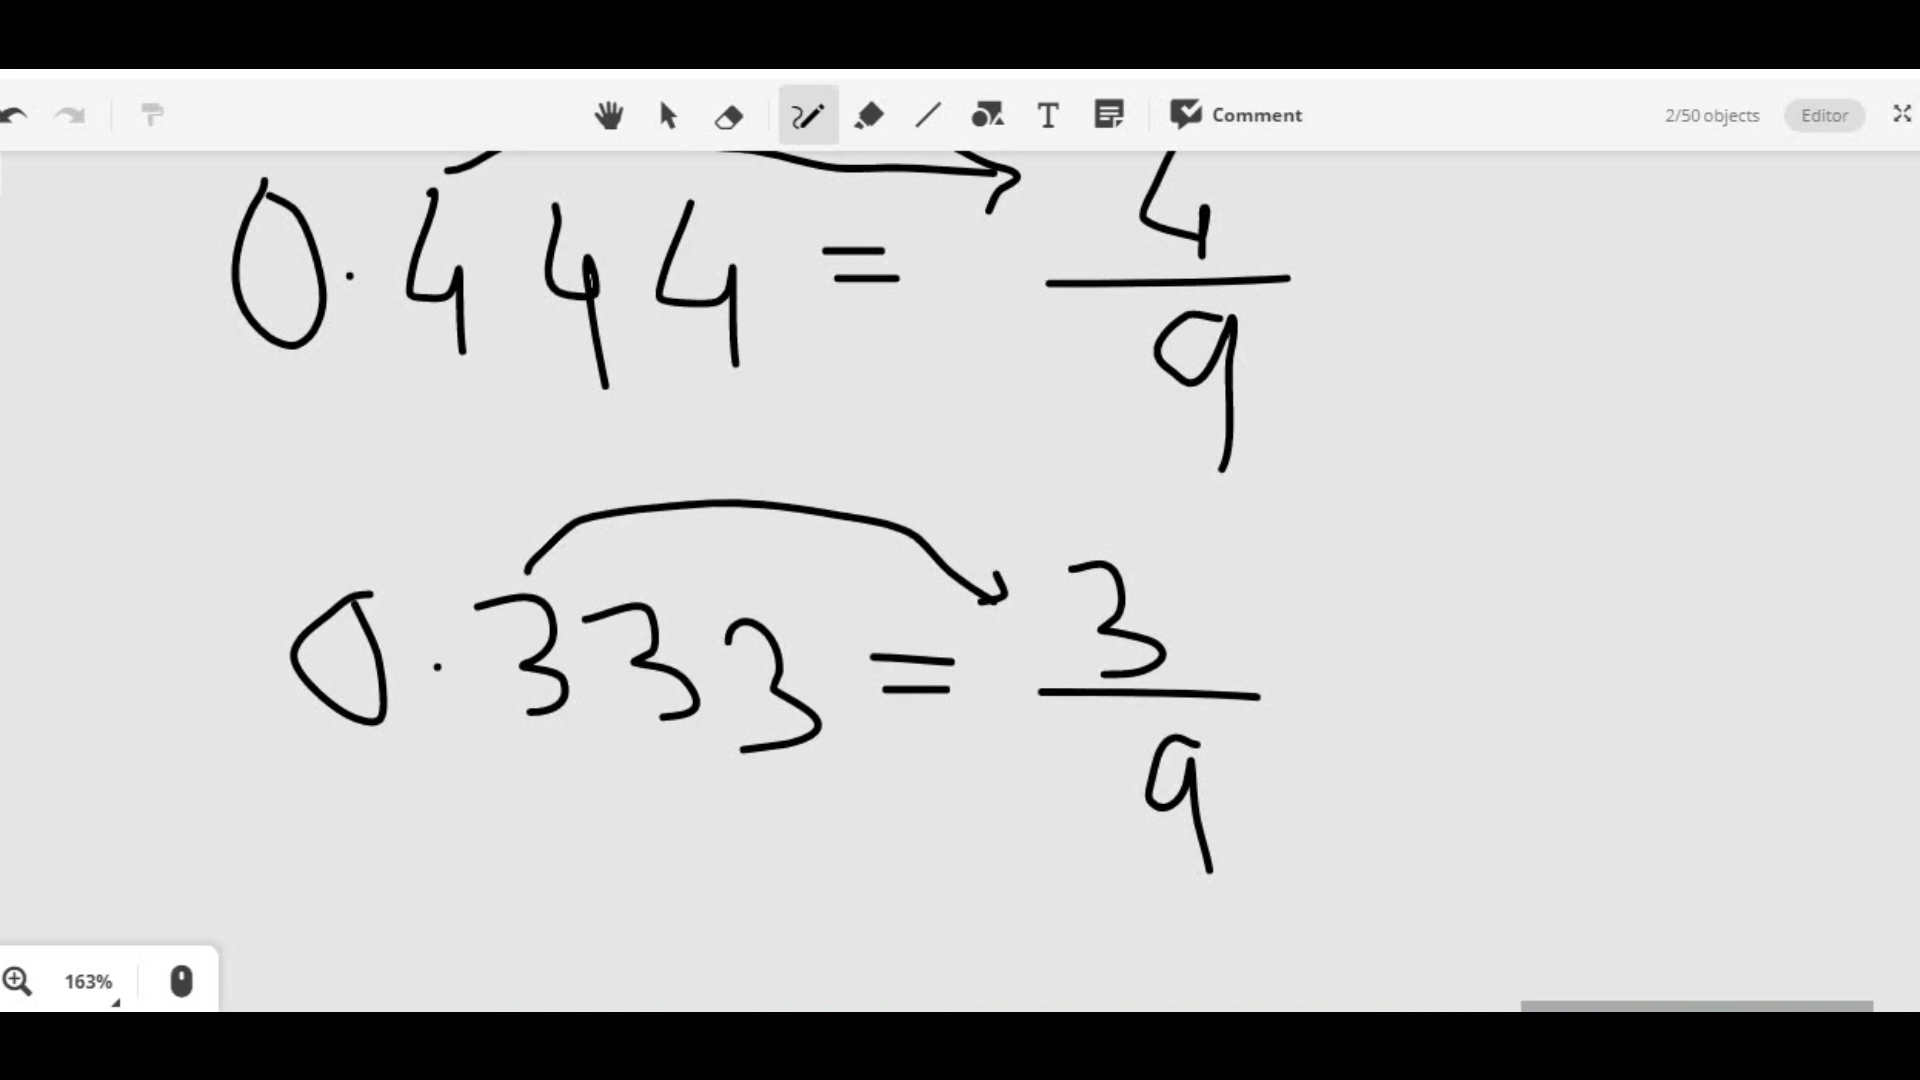 Comment 2/50 objects Editor
0.444 = 4/9
0.333 = 3/9
163%